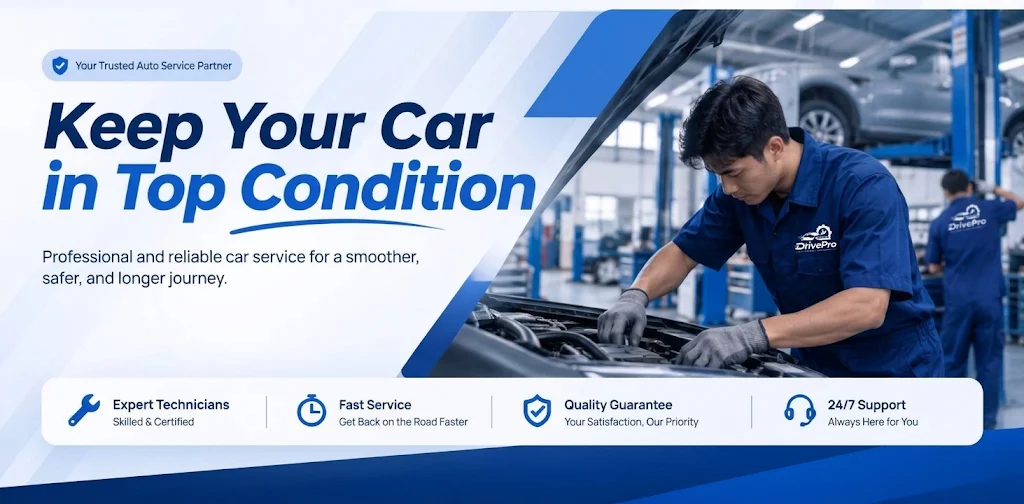 Your Trusted Auto Service Partner
Keep Your Car
in Top Condition
Professional and reliable car service for a smoother,
safer, and longer journey.
DrivePro
DrivePro
Expert Technicians
Skilled & Certified
Fast Service
Get Back on the Road Faster
Quality Guarantee
Your Satisfaction, Our Priority
24/7 Support
Always Here for You